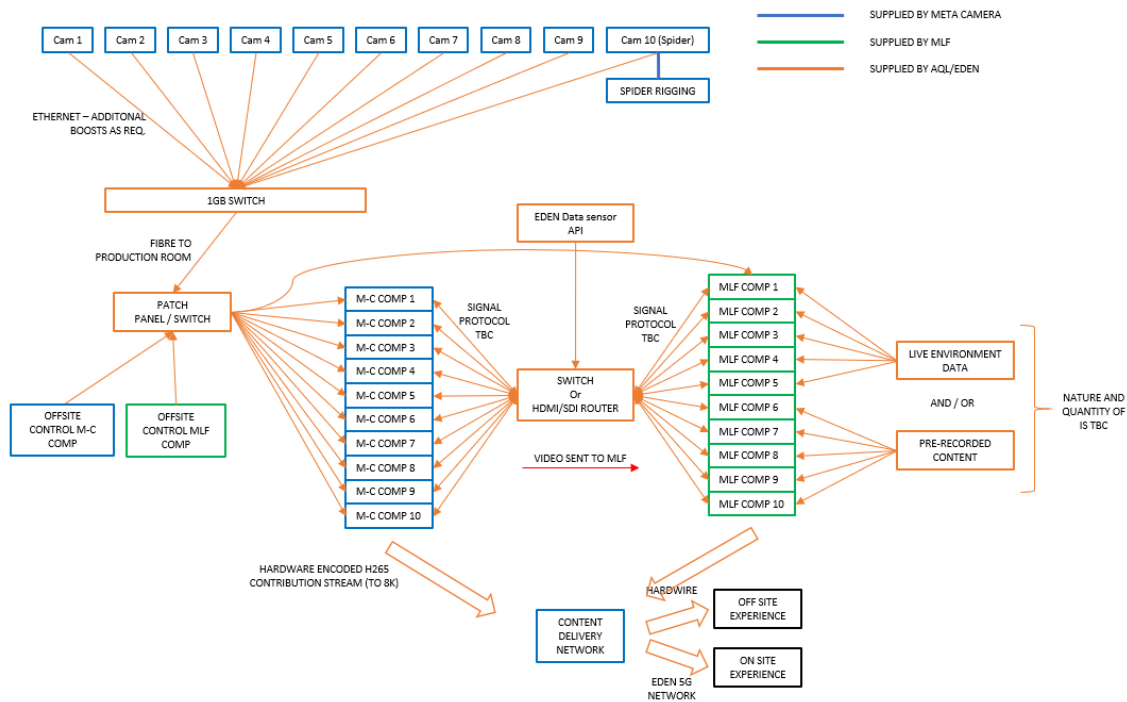 SUPPLIED BY META CAMERA
SUPPLIED BY MLF
SUPPLIED BY AQL/EDEN
Cam 1
Cam 2
Cam 3
Cam 4
Cam 5
Cam 6
Cam 7
Cam 8
Cam 9
Cam 10 (Spider)
SPIDER RIGGING
ETHERNET – ADDITONAL
BOOSTS AS REQ.
1GB SWITCH
EDEN Data sensor
API
FIBRE TO
PRODUCTION ROOM
PATCH
PANEL / SWITCH
OFFSITE
CONTROL M-C
COMP
OFFSITE
CONTROL MLF
COMP
M-C COMP 1
M-C COMP 2
M-C COMP 3
M-C COMP 4
M-C COMP 5
M-C COMP 6
M-C COMP 7
M-C COMP 8
M-C COMP 9
M-C COMP 10
SIGNAL
PROTOCOL
TBC
SWITCH
Or
HDMI/SDI ROUTER
VIDEO SENT TO MLF
SIGNAL
PROTOCOL
TBC
MLF COMP 1
MLF COMP 2
MLF COMP 3
MLF COMP 4
MLF COMP 5
MLF COMP 6
MLF COMP 7
MLF COMP 8
MLF COMP 9
MLF COMP 10
LIVE ENVIRONMENT
DATA
AND / OR
PRE-RECORDED
CONTENT
NATURE AND
QUANTITY OF
IS TBC
HARDWARE ENCODED H265
CONTRIBUTION STREAM (TO 8K)
CONTENT
DELIVERY
NETWORK
HARDWIRE
OFF SITE
EXPERIENCE
ON SITE
EXPERIENCE
EDEN 5G
NETWORK